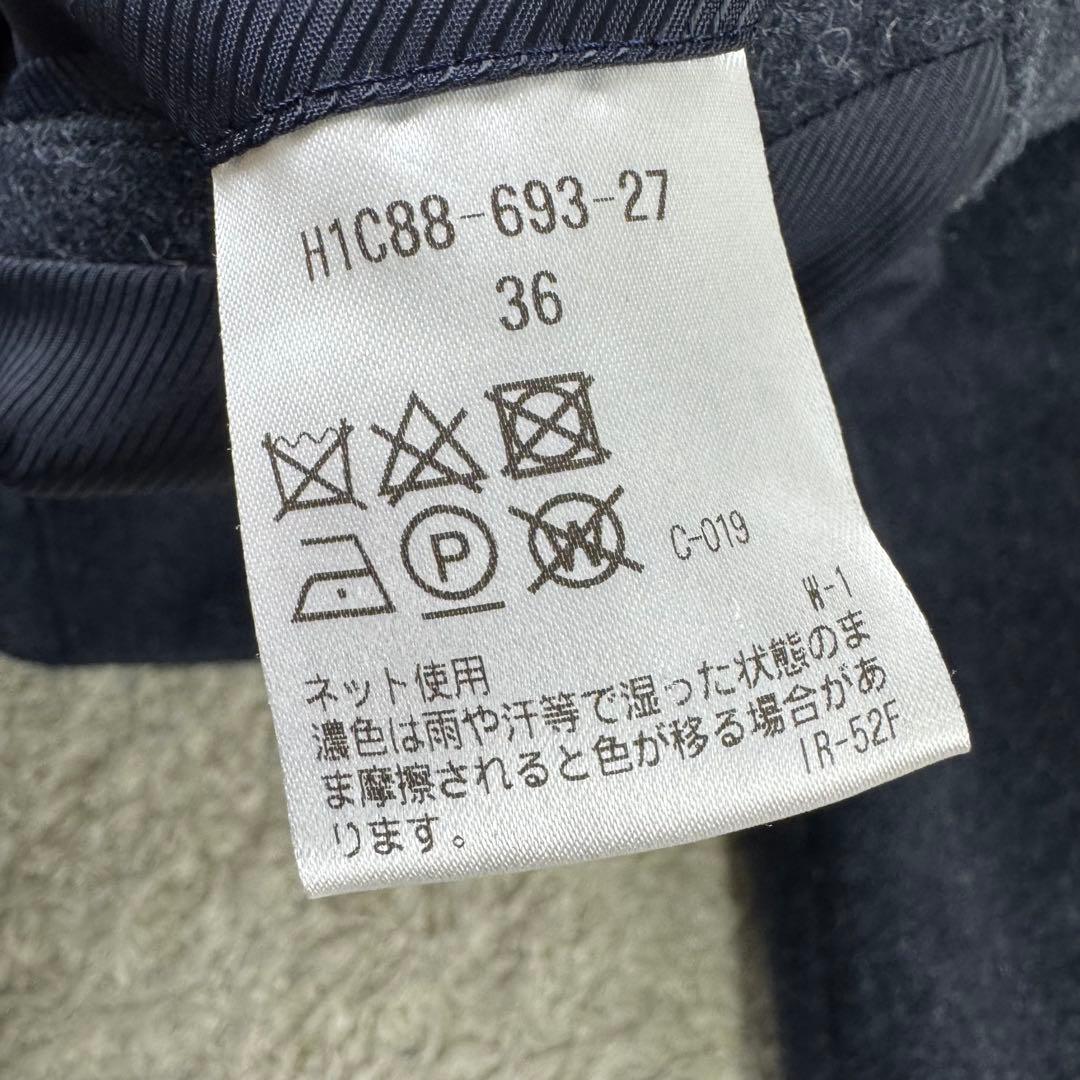 H1C88-693-27
36
P W C-019
W-1
ネット使用
濃色は雨や汗等で湿った状態のま
ま摩擦されると色が移る場合があ
ります。
IR-52F